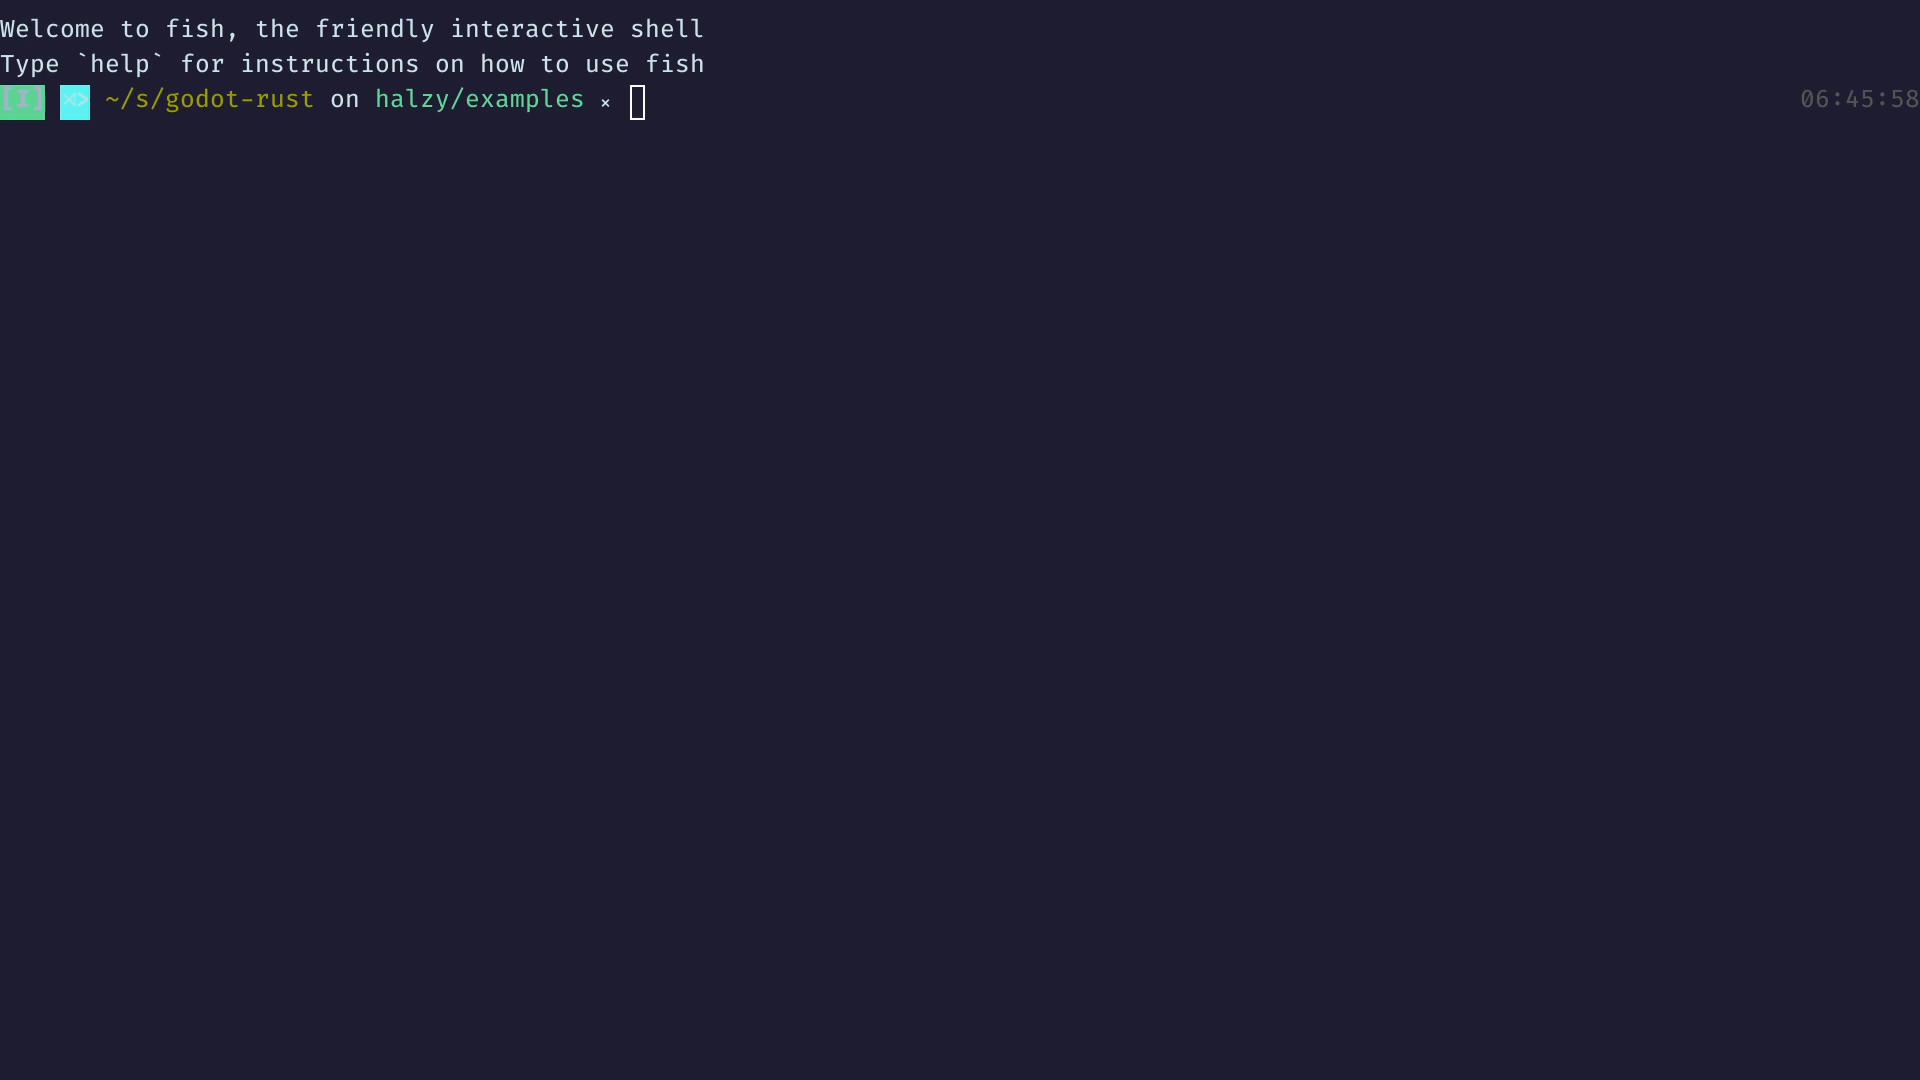 Welcome to fish, the friendly interactive shell
Type `help` for instructions on how to use fish
[I] ⋊> ~/s/godot-rust on halzy/examples ⨯ 06:45:58